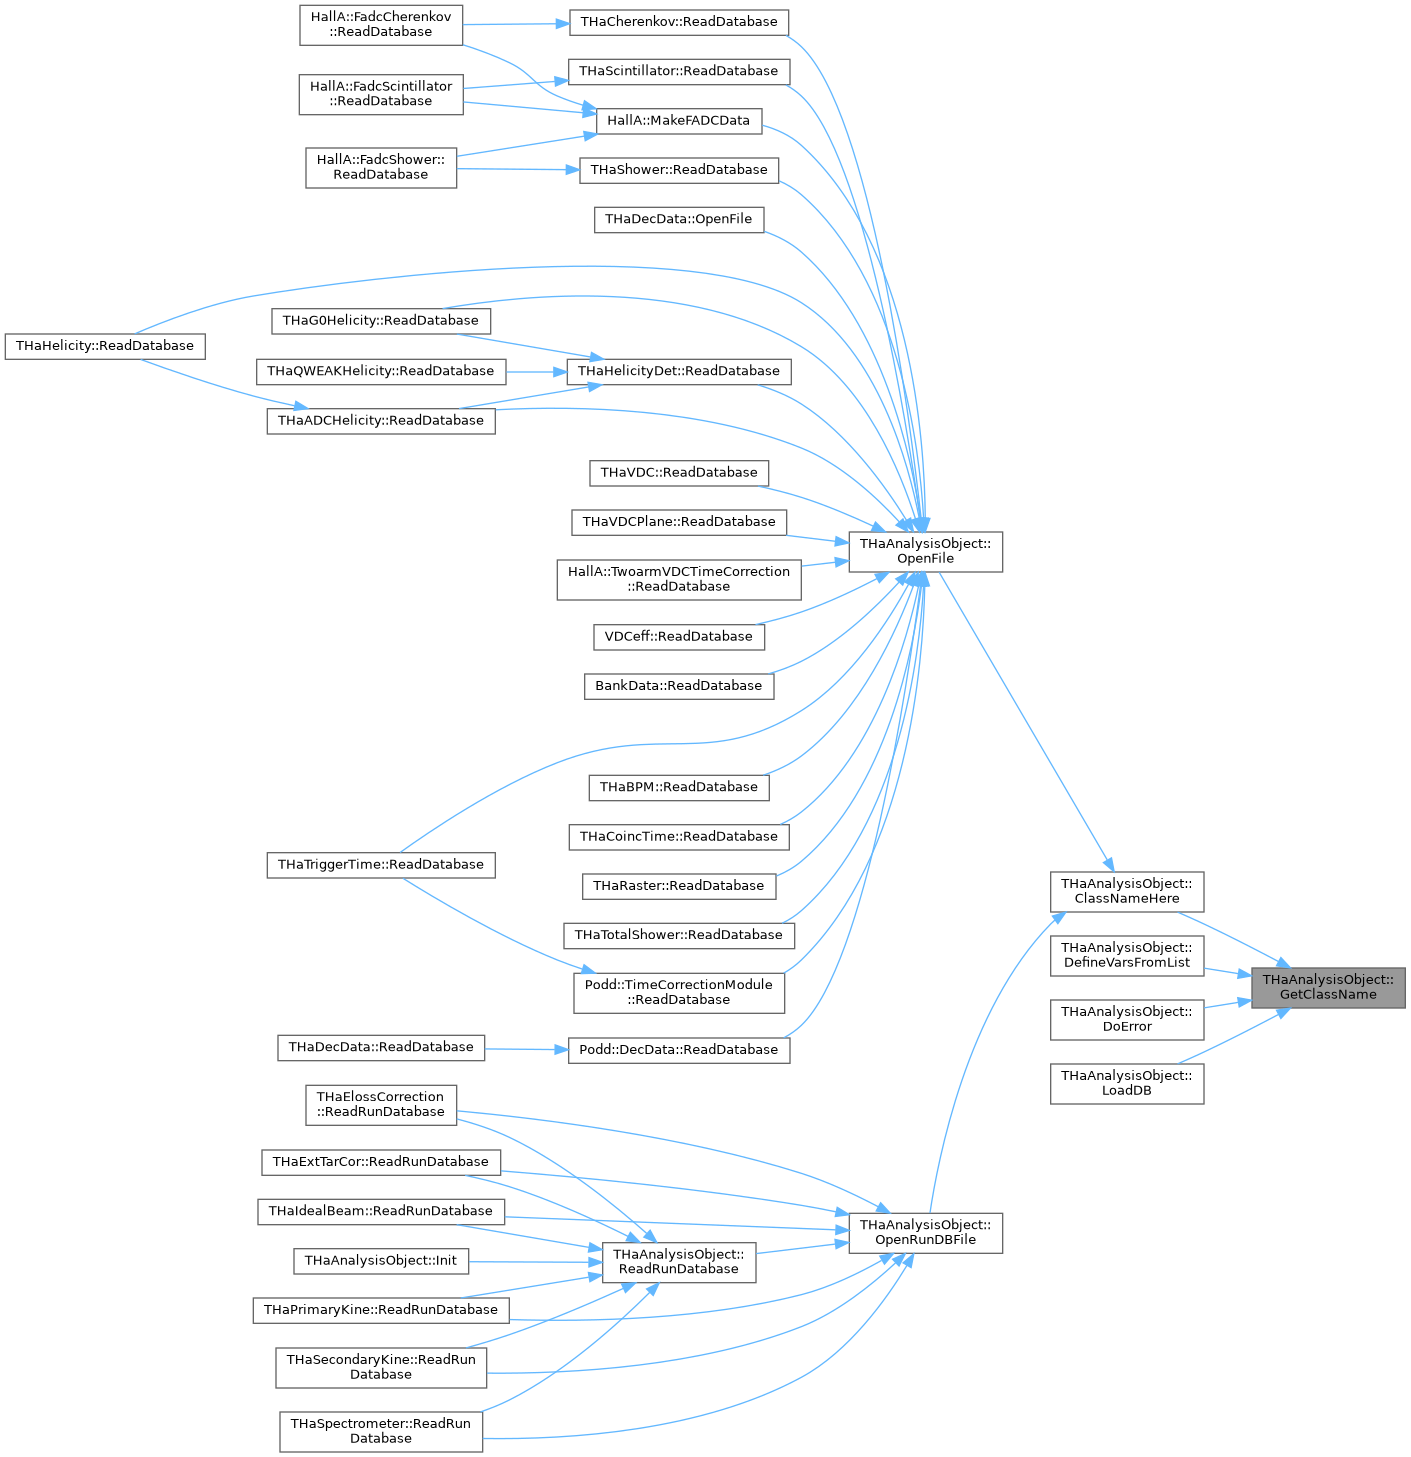 HallA::FadcCherenkov
::ReadDatabase
THaCherenkov::ReadDatabase
THaScintillator::ReadDatabase
HallA::FadcScintillator
::ReadDatabase
HallA::MakeFADCData
HallA::FadcShower::
ReadDatabase
THaShower::ReadDatabase
THaDecData::OpenFile
THaG0Helicity::ReadDatabase
THaHelicity::ReadDatabase
THaQWEAKHelicity::ReadDatabase
THaHelicityDet::ReadDatabase
THaADCHelicity::ReadDatabase
THaVDC::ReadDatabase
THaVDCPlane::ReadDatabase
THaAnalysisObject::
OpenFile
HallA::TwoarmVDCTimeCorrection
::ReadDatabase
VDCeff::ReadDatabase
BankData::ReadDatabase
THaBPM::ReadDatabase
THaCoincTime::ReadDatabase
THaTriggerTime::ReadDatabase
THaRaster::ReadDatabase
THaAnalysisObject::
ClassNameHere
THaTotalShower::ReadDatabase
THaAnalysisObject::
DefineVarsFromList
THaAnalysisObject::
GetClassName
Podd::TimeCorrectionModule
::ReadDatabase
THaAnalysisObject::
DoError
THaDecData::ReadDatabase
Podd::DecData::ReadDatabase
THaAnalysisObject::
LoadDB
THaElossCorrection
::ReadRunDatabase
THaExtTarCor::ReadRunDatabase
THaIdealBeam::ReadRunDatabase
THaAnalysisObject::
OpenRunDBFile
THaAnalysisObject::Init
THaAnalysisObject::
ReadRunDatabase
THaPrimaryKine::ReadRunDatabase
THaSecondaryKine::ReadRun
Database
THaSpectrometer::ReadRun
Database